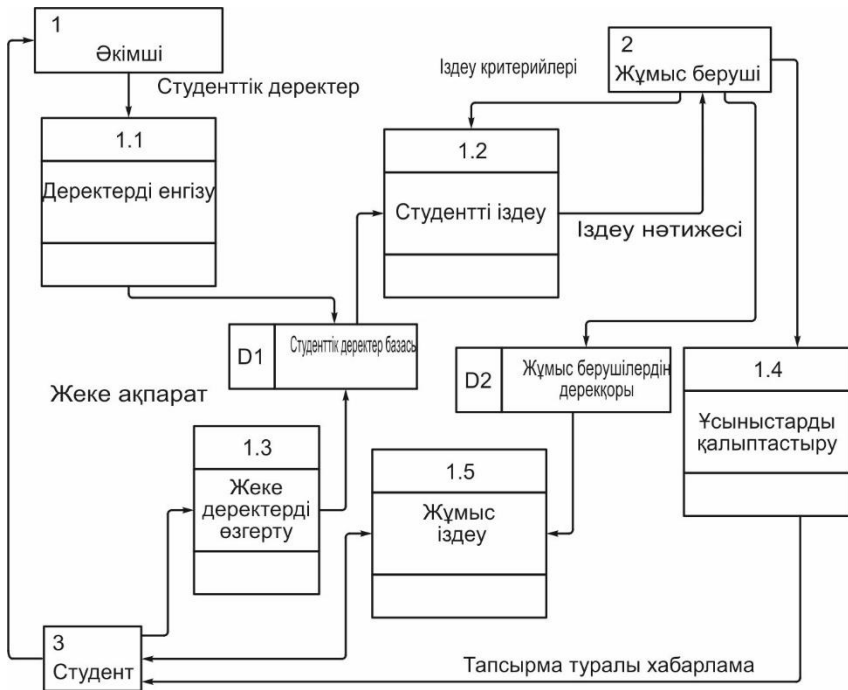 1
Әкімші
Студенттік деректер
2
Жұмыс беруші
Іздеу критерийлері
1.1
Деректерді енгізу
1.2
Студентті іздеу
Іздеу нәтижесі
D1
Студенттік деректер базасы
D2
Жұмыс берушілердін
дерекқоры
1.4
Ұсыныстарды
қалыптастыру
Жеке ақпарат
1.3
Жеке
деректерді
өзгерту
1.5
Жұмыс
іздеу
3
Студент
Тапсырма туралы хабарлама